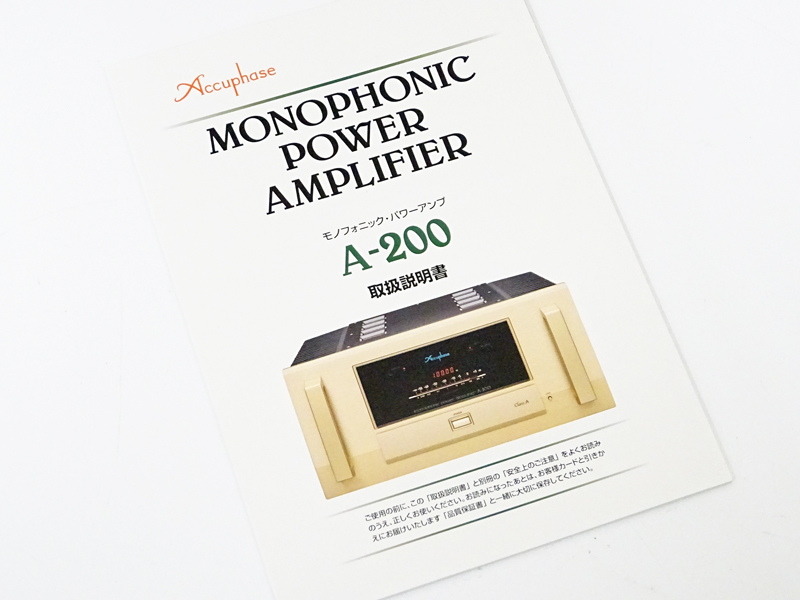 Accuphase
MONOPHONIC
POWER
AMPLIFIER
モノフォニック・パワーアンプ
A-200
取扱説明書
Accuphase
Class A
ご使用の前に、この「取扱説明書」と別冊の「安全上のご注意」をよくお読み
のうえ、正しくお使いください。お読みになったあとは、お客様カードと引きか
えにお届けいたします「品質保証書」と一緒に大切に保存してください。